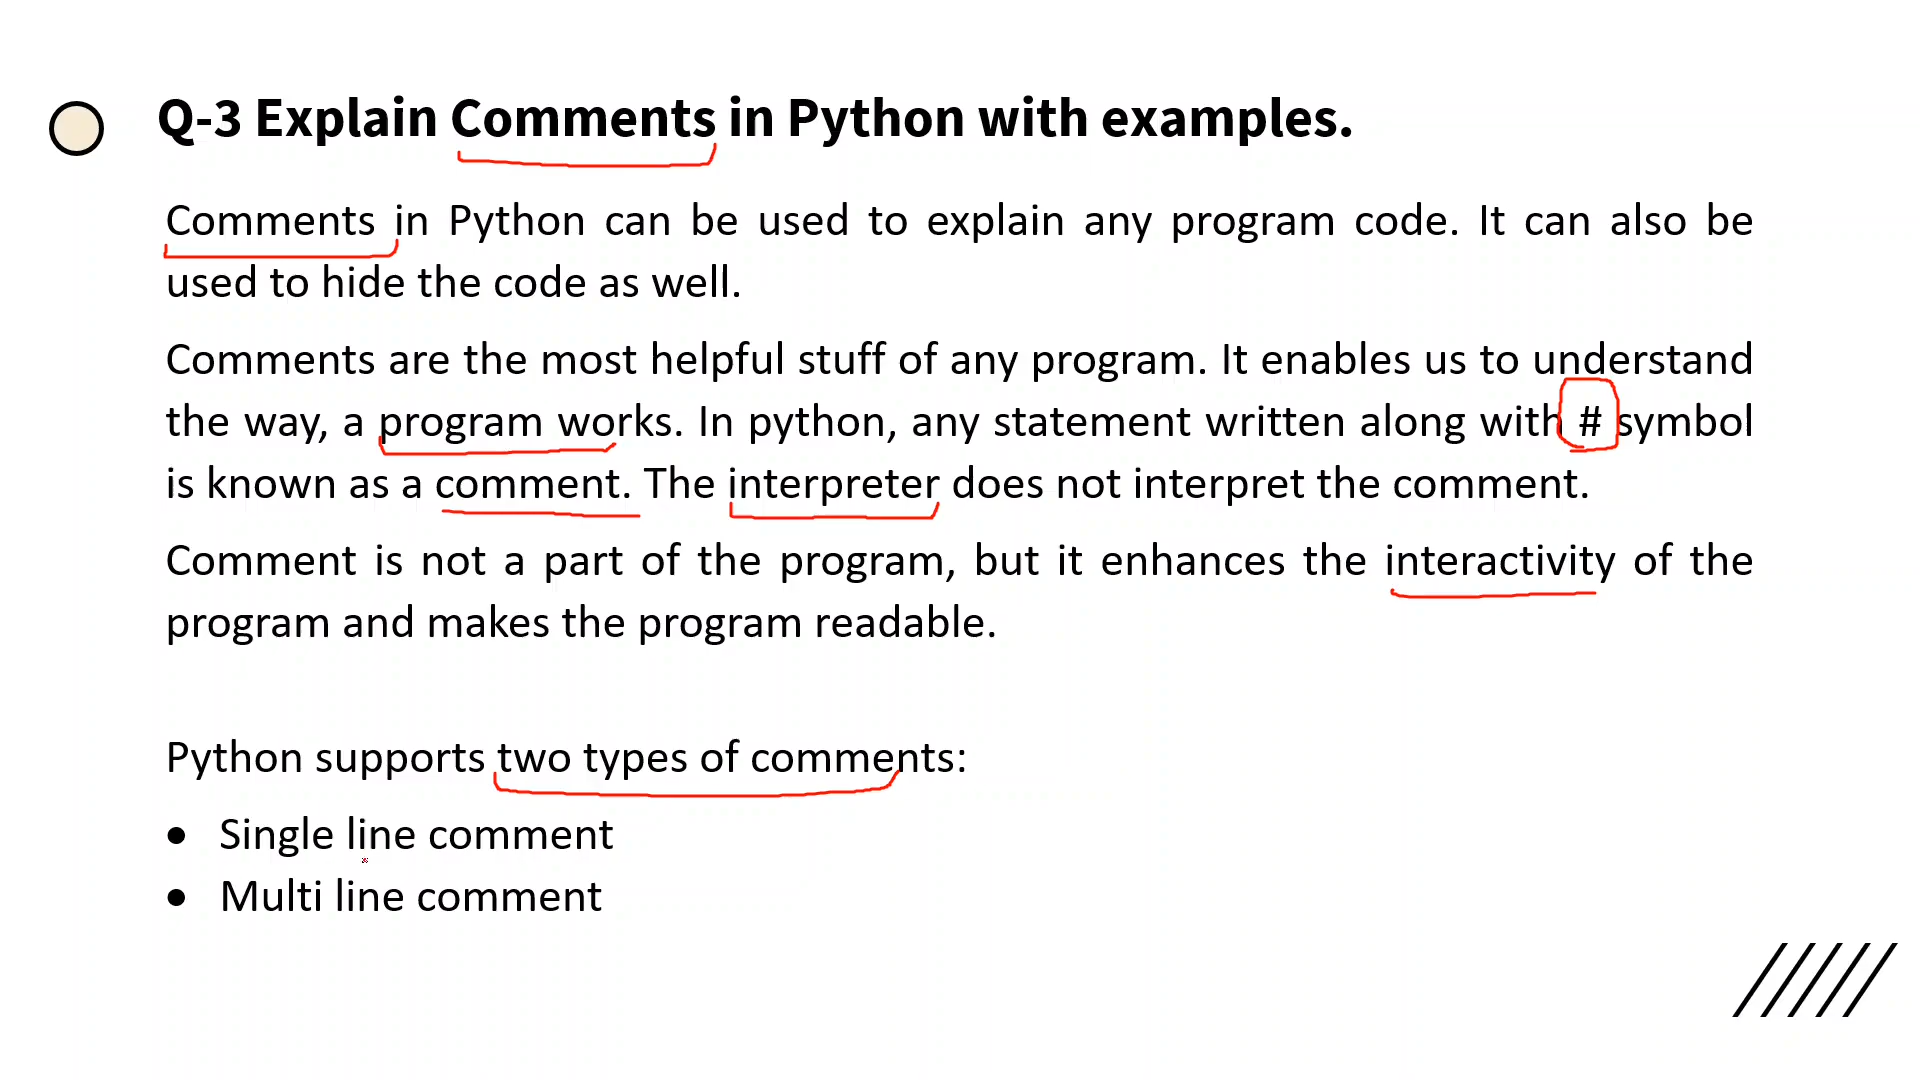 Q-3 Explain Comments in Python with examples.
Comments in Python can be used to explain any program code. It can also be
used to hide the code as well.
Comments are the most helpful stuff of any program. It enables us to understand
the way, a program works. In python, any statement written along with # symbol
is known as a comment. The interpreter does not interpret the comment.
Comment is not a part of the program, but it enhances the interactivity of the
program and makes the program readable.
Python supports two types of comments:
● Single line comment
● Multi line comment